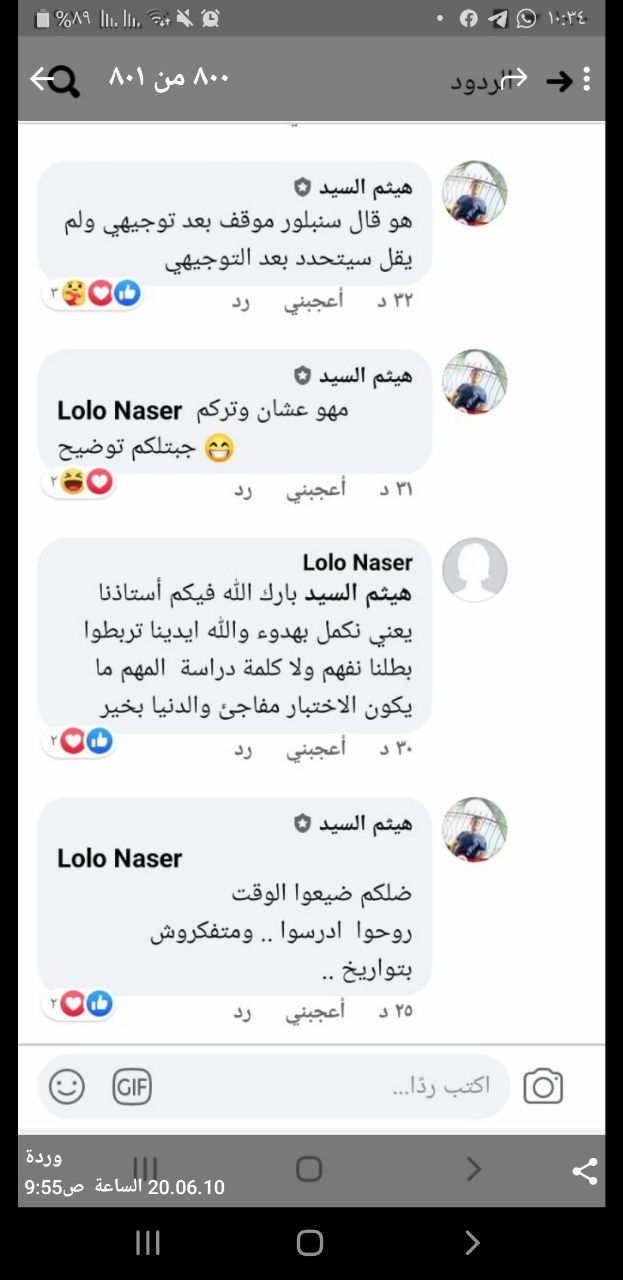 %٨٩ ١٠:٣٤
٨٠٠ من ٨٠١
الردود
هيثم السيد
هو قال سنبلور موقف بعد توجيهي ولم
يقل سيتحدد بعد التوجيهي
٣٢ د أعجبني رد ٣
هيثم السيد
Lolo Naser مهو عشان وتركم
جبتلكم توضيح 😁
٣١ د أعجبني رد ٢
Lolo Naser
هيثم السيد بارك الله فيكم أستاذنا
يعني نكمل بهدوء والله ايدينا تربطوا
بطلنا نفهم ولا كلمة دراسة المهم ما
يكون الاختبار مفاجئ والدنيا بخير
٣٠ د أعجبني رد ٢
هيثم السيد
Lolo Naser
ضلكم ضيعوا الوقت
روحوا ادرسوا .. ومتفكروش
بتواريخ ..
٢٥ د أعجبني رد ٢
اكتب ردًا...
GIF
وردة
20.06.10 الساعة 9:55ص